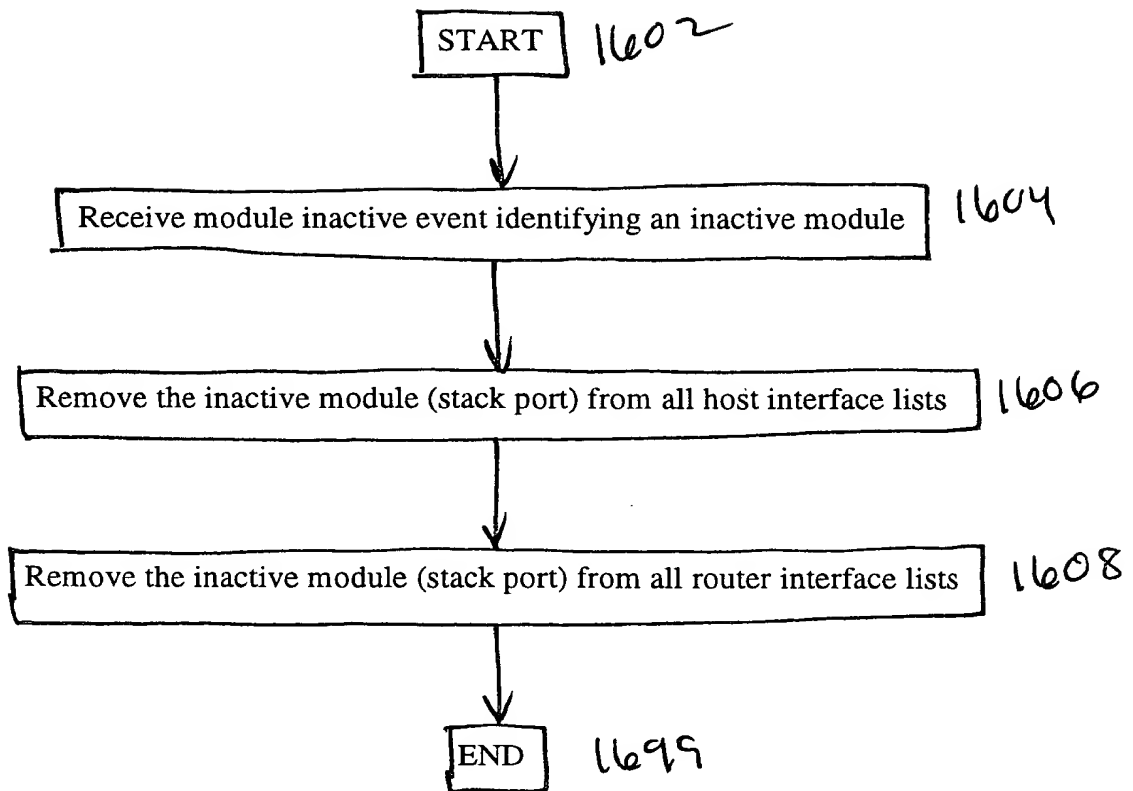 START 1602
Receive module inactive event identifying an inactive module 1604
Remove the inactive module (stack port) from all host interface lists 1606
Remove the inactive module (stack port) from all router interface lists 1608
END 1699